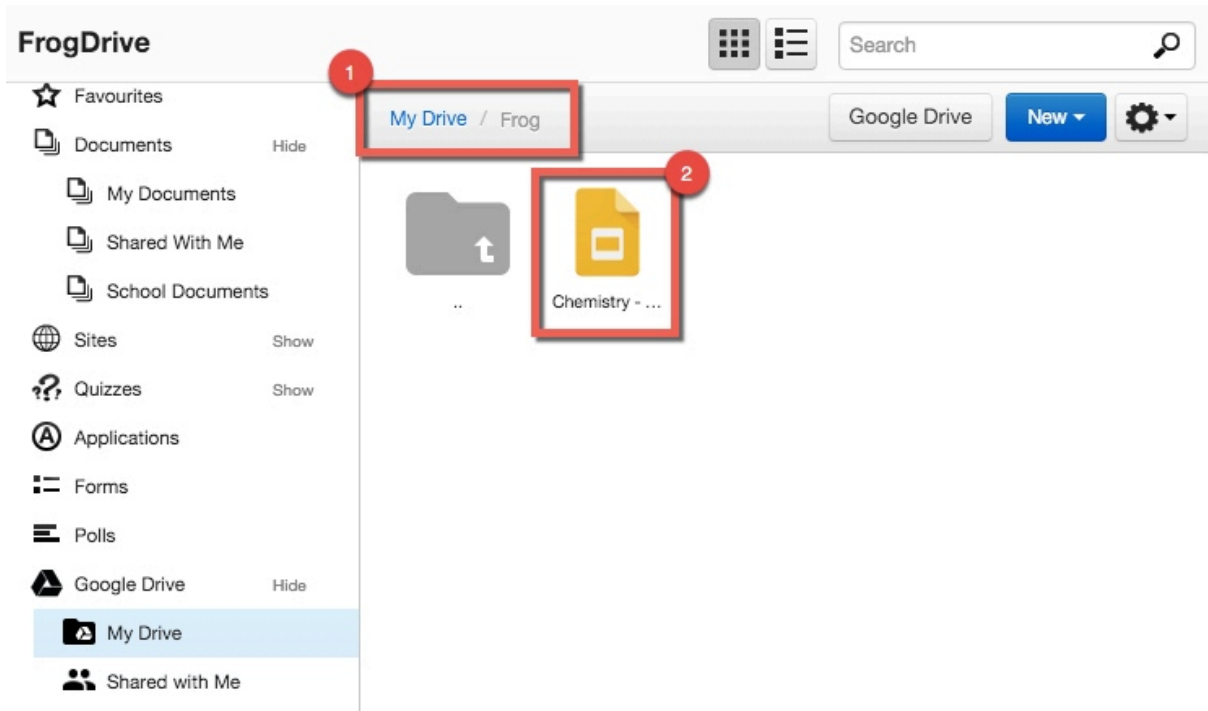 FrogDrive
Search
1
Favourites
My Drive / Frog
Google Drive
New
Documents Hide
2
My Documents
Shared With Me
School Documents
..
Chemistry - ...
Sites Show
Quizzes Show
Applications
Forms
Polls
Google Drive Hide
My Drive
Shared with Me